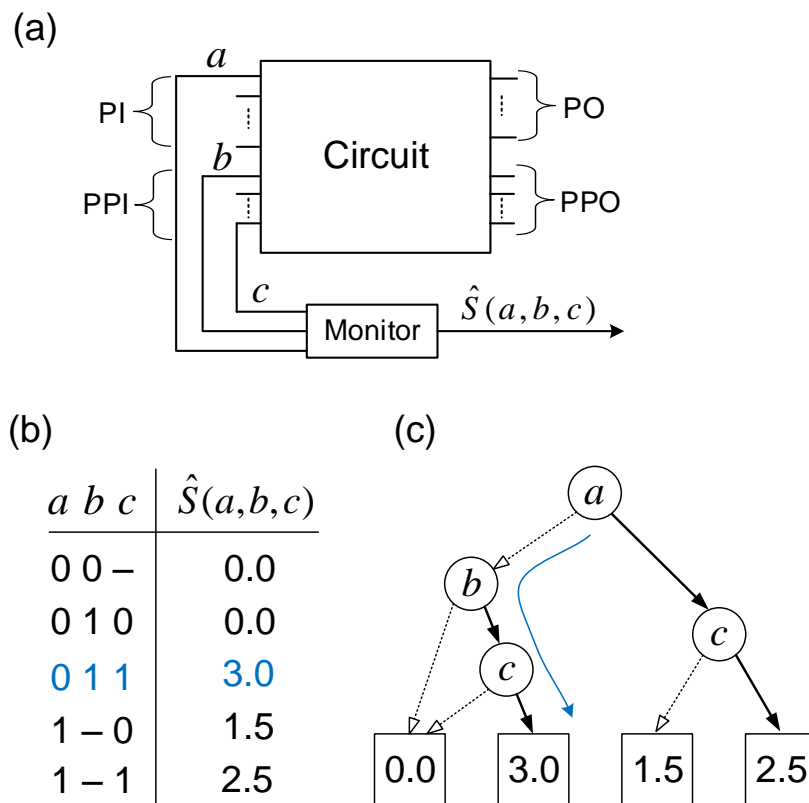 (a)
a
PI
b
PPI
c
Circuit
PO
PPO
Monitor
Ŝ(a,b,c)
(b)
a b c Ŝ(a,b,c)
0 0 – 0.0
0 1 0 0.0
0 1 1 3.0
1 – 0 1.5
1 – 1 2.5
(c)
a
b
c
c
0.0 3.0 1.5 2.5